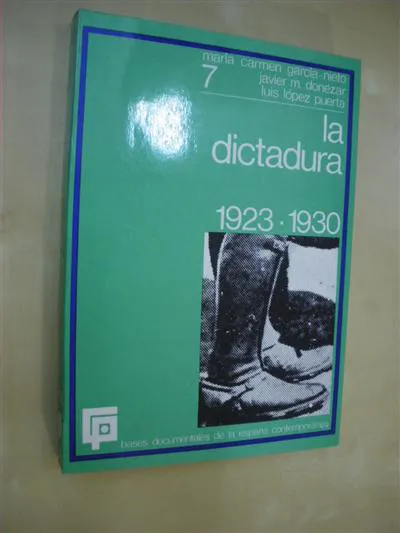 maría carmen garcía-nieto
7 javier m. donézar
luis lópez puerta
la
dictadura
1923 · 1930
bases documentales de la españa contemporánea